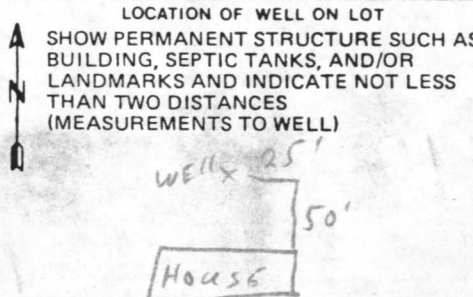 LOCATION OF WELL ON LOT
SHOW PERMANENT STRUCTURE SUCH AS
BUILDING, SEPTIC TANKS, AND/OR
LANDMARKS AND INDICATE NOT LESS
THAN TWO DISTANCES
(MEASUREMENTS TO WELL)
N
WEll x 25'
50'
HOUSE